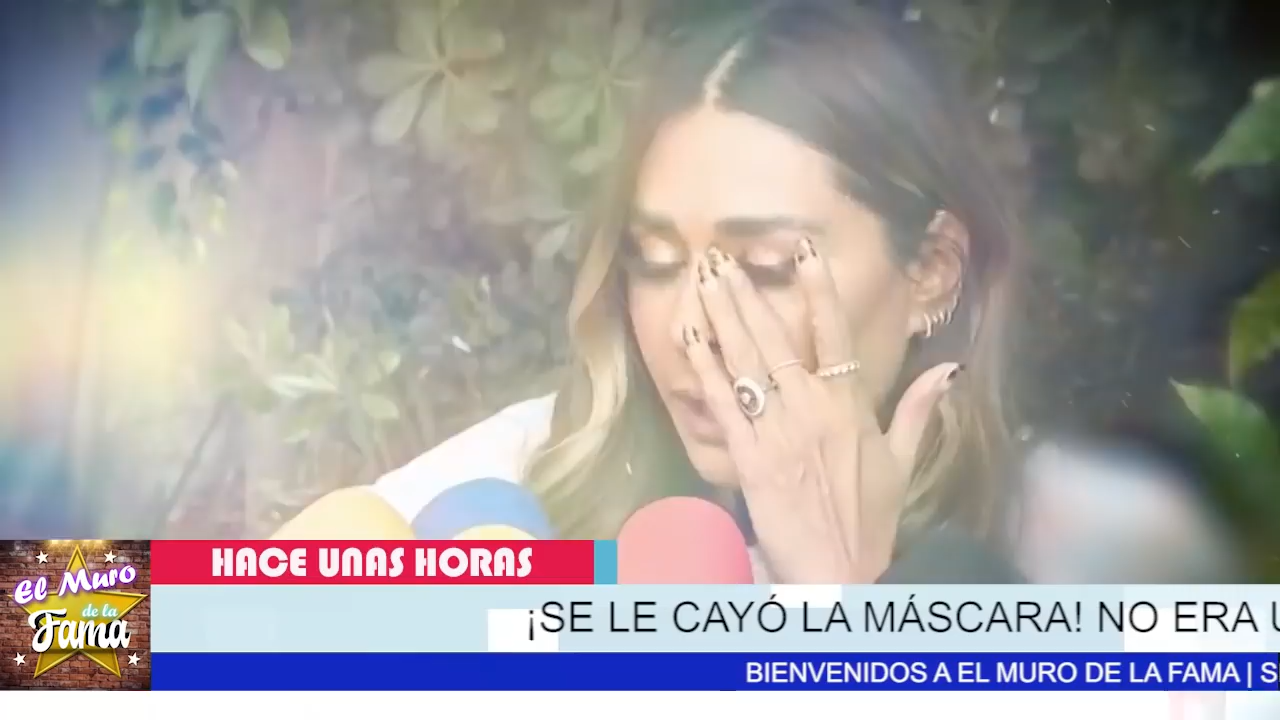 HACE UNAS HORAS
El Muro
de la
Fama
¡SE LE CAYÓ LA MÁSCARA! NO ERA
BIENVENIDOS A EL MURO DE LA FAMA |